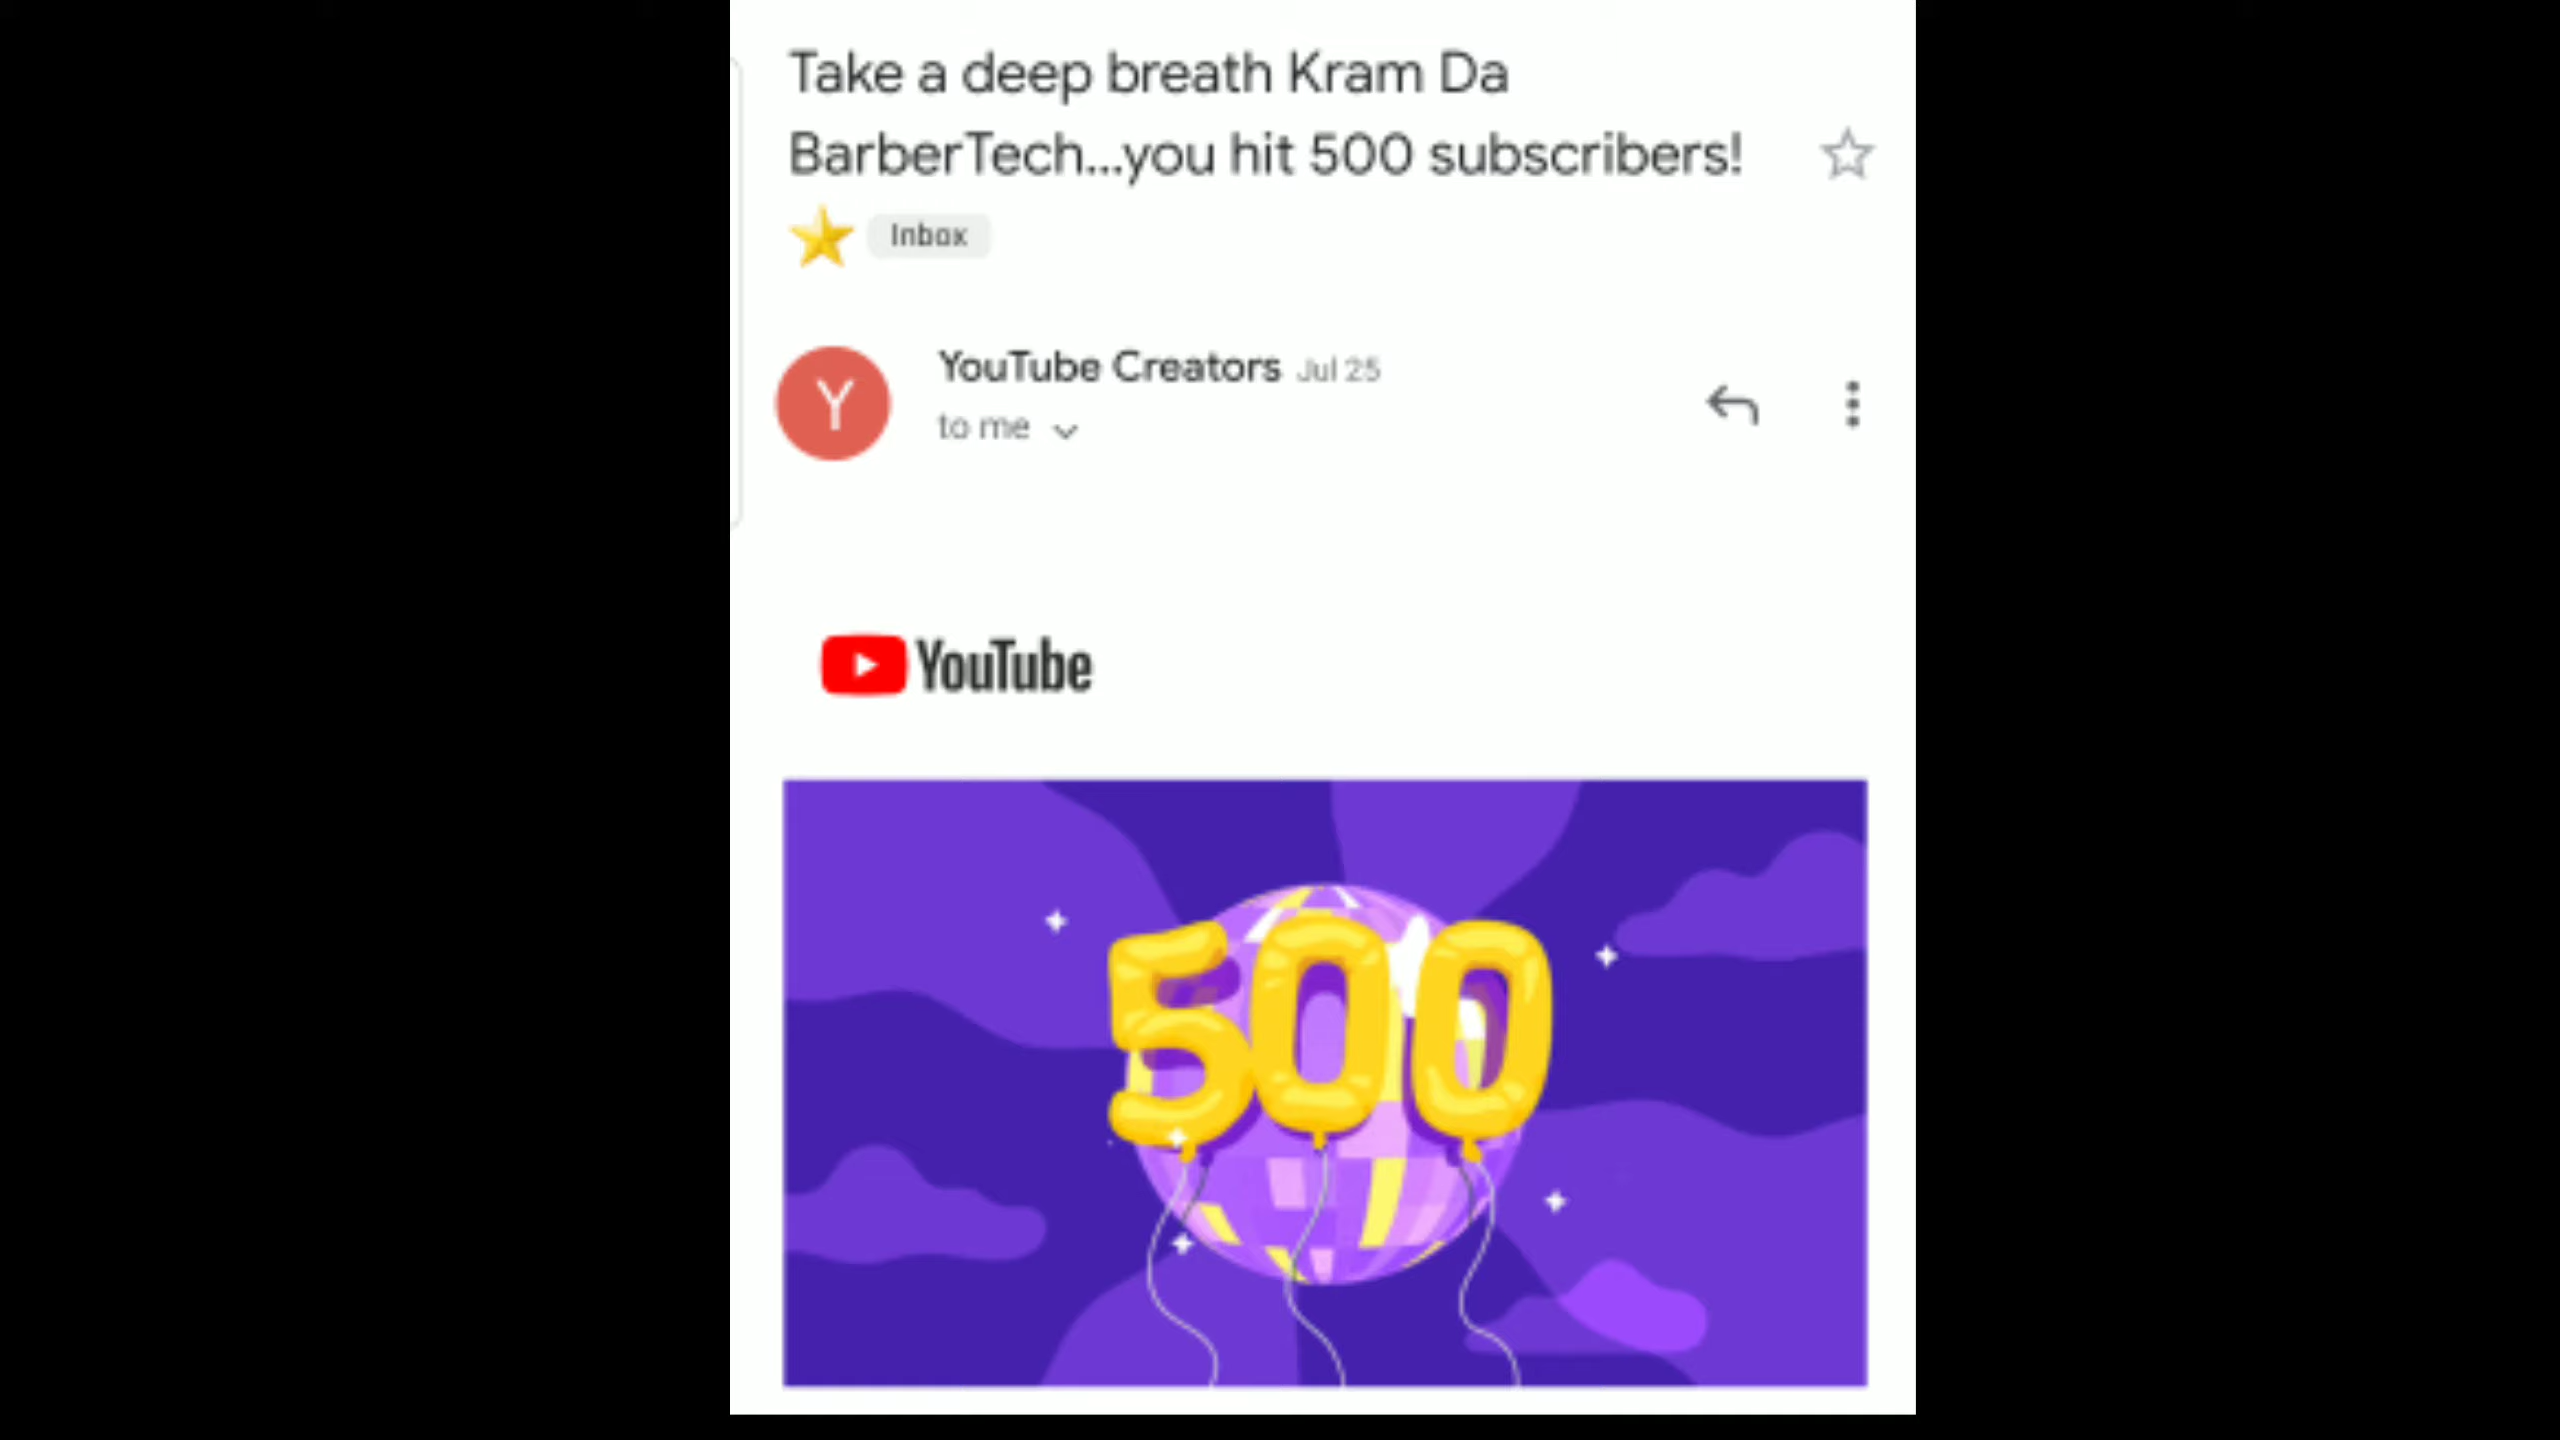 Take a deep breath Kram Da
BarberTech...you hit 500 subscribers!
Inbox
Y
YouTube Creators Jul 25
to me
YouTube
500